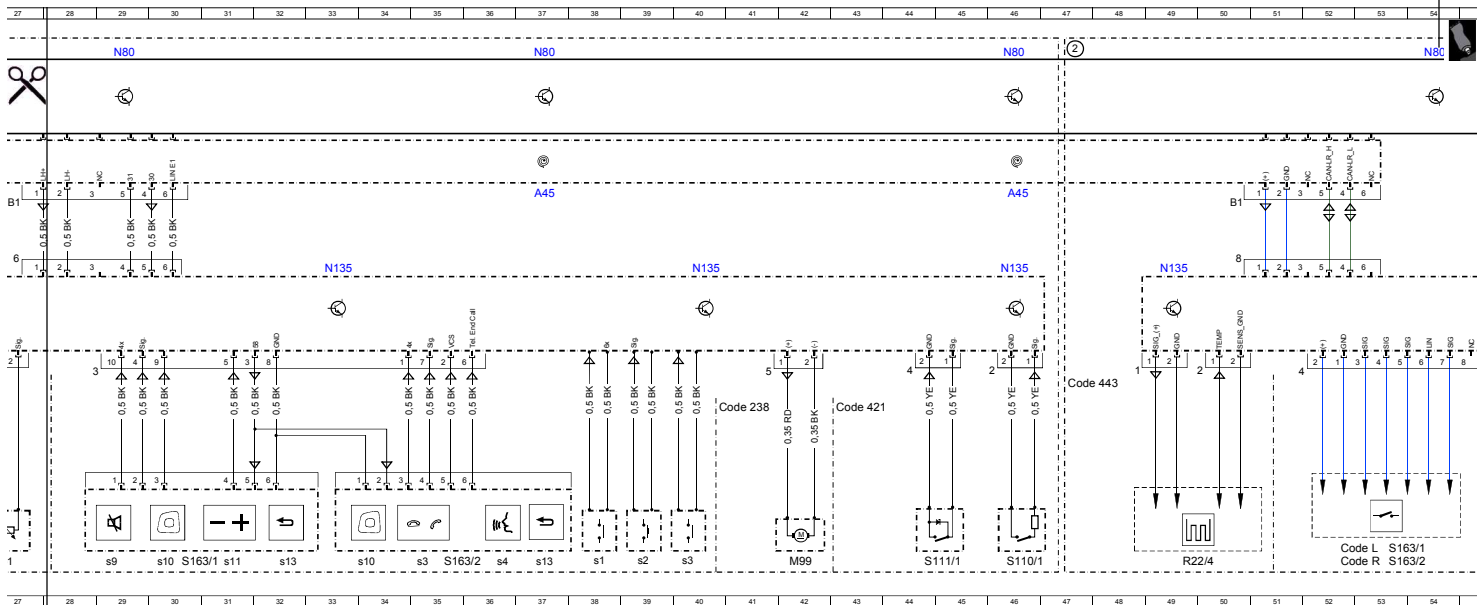 27 28 29 30 31 32 33 34 35 36 37 38 39 40 41 42 43 44 45 46 47 48 49 50 51 52 53 54
N80 N80 N80 2 N80
LH+ LH- NC 31 30 LIN E1 (+) GND NC CAN-LR_H CAN-LR_L NC
B1 1 2 3 5 4 6 A45 A45 B1 1 2 3 5 4 6
0,5 BK 0,5 BK 0,5 BK 0,5 BK 0,5 BK
6 1 2 3 4 5 6 8 1 2 3 5 4 6
N135 N135 N135 N135
Sig. 4x Sig. 58 GND 4x Sig. VCS Tel. EndCall 6x Sig. (+) (-) GND Sig. GND Sig. SIG_(+) GND TEMP SENS_GND (+) GND SIG SIG SIG LIN SIG NC
2 3 10 4 9 5 3 8 1 7 2 6 5 1 2 4 2 1 2 2 1 1 1 2 2 1 2 4 2 1 3 4 5 6 7 8
0,5 BK 0,5 BK 0,5 BK 0,5 BK 0,5 BK 0,5 BK 0,5 BK 0,5 BK 0,5 BK 0,5 BK 0,5 BK 0,5 BK 0,5 BK 0,5 BK 0,5 BK 0,5 BK 0,35 RD 0,35 BK 0,5 YE 0,5 YE 0,5 YE 0,5 YE
Code 443
Code 238 Code 421
1 2 3 4 5 6 1 2 3 4 5 6
M
1 s9 s10 S163/1 s11 s13 s10 s3 S163/2 s4 s13 s1 s2 s3 M99 S111/1 S110/1 R22/4
Code L S163/1
Code R S163/2
27 28 29 30 31 32 33 34 35 36 37 38 39 40 41 42 43 44 45 46 47 48 49 50 51 52 53 54